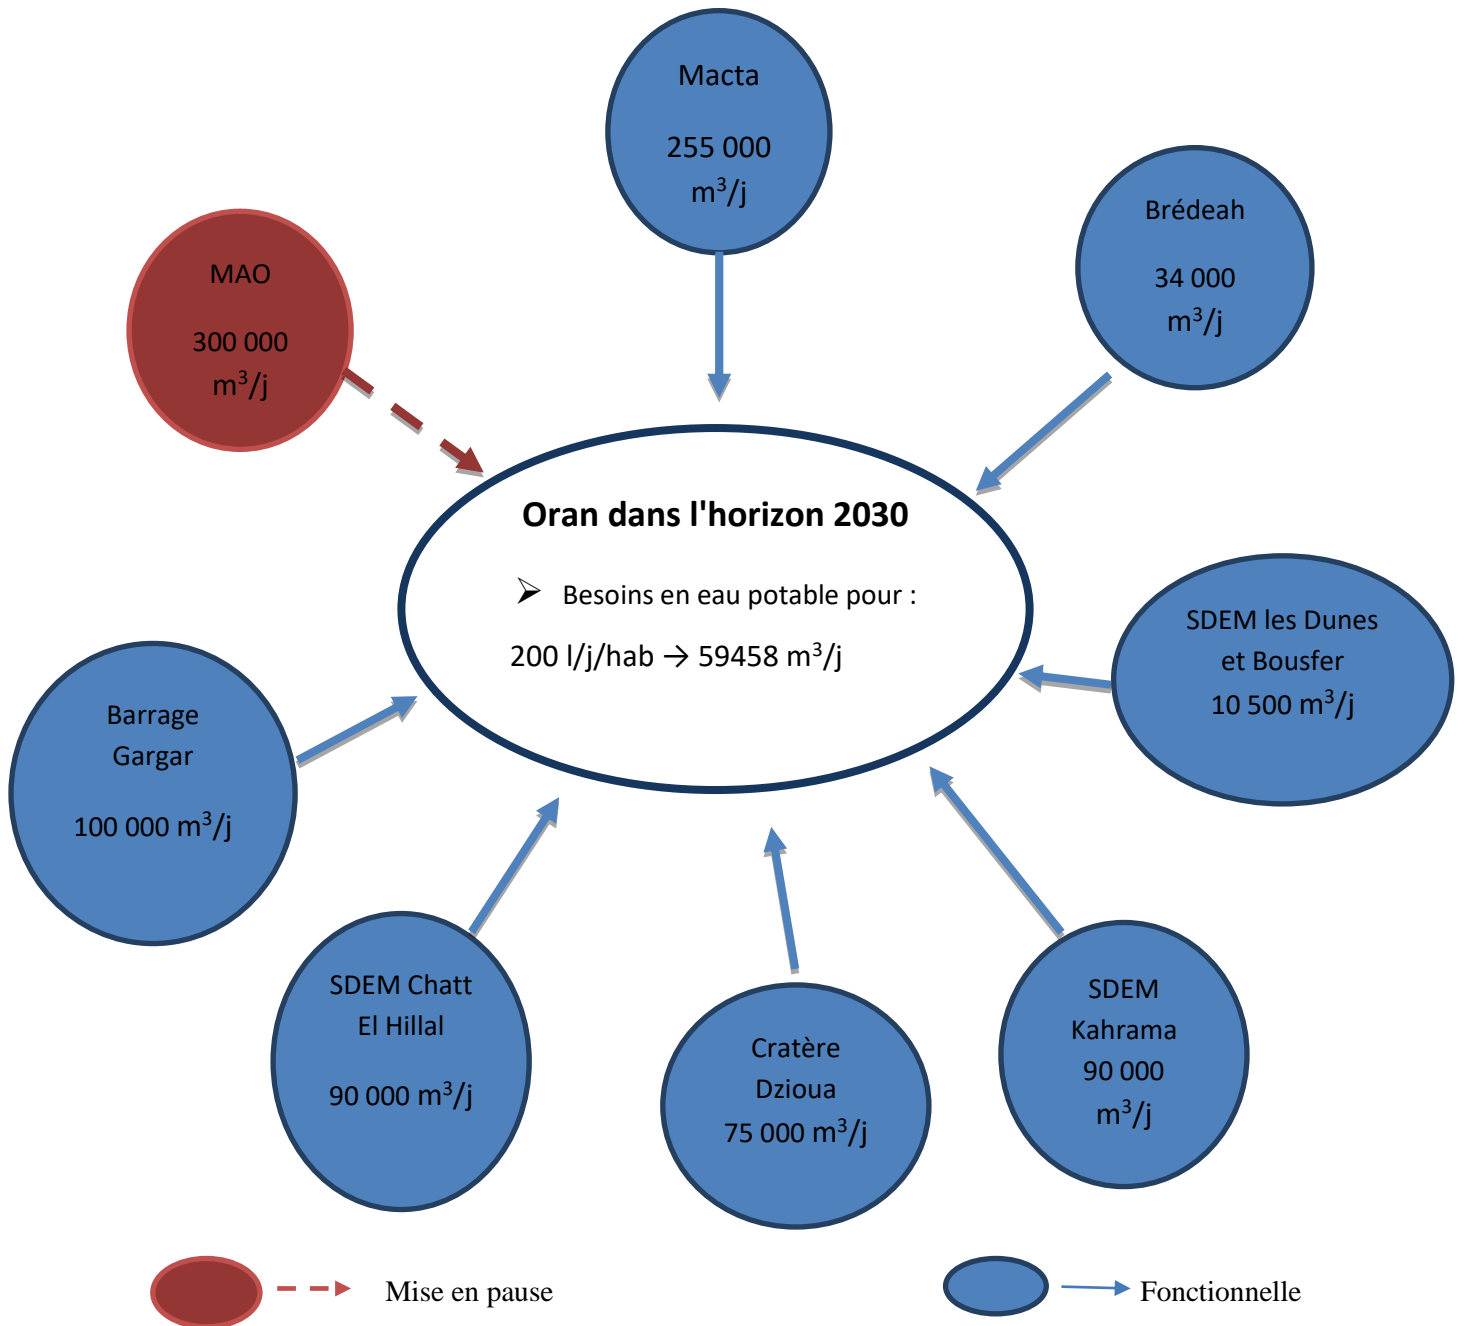 Macta
255 000
m³/j
Brédeah
34 000
m³/j
MAO
300 000
m³/j
Oran dans l'horizon 2030
➢ Besoins en eau potable pour :
200 l/j/hab → 59458 m³/j
SDEM les Dunes
et Bousfer
10 500 m³/j
Barrage
Gargar
100 000 m³/j
SDEM Chatt
El Hillal
90 000 m³/j
Cratère
Dzioua
75 000 m³/j
SDEM
Kahrama
90 000
m³/j
Mise en pause
Fonctionnelle